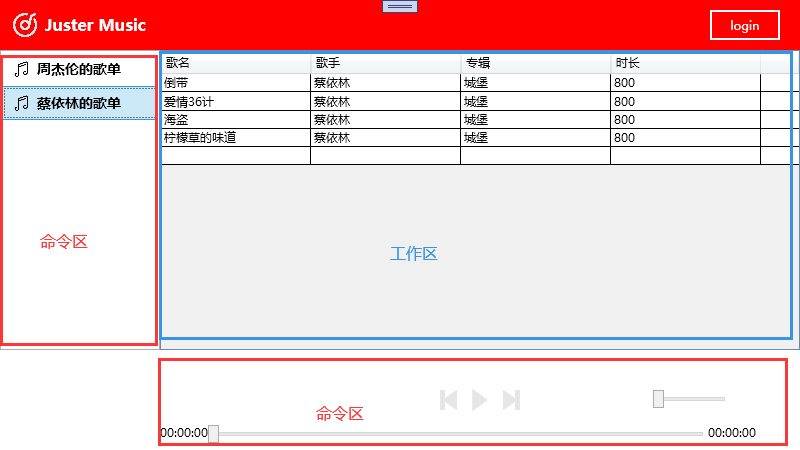 Juster Music
login
周杰伦的歌单
蔡依林的歌单
命令区
歌名 歌手 专辑 时长
倒带 蔡依林 城堡 800
爱情36计 蔡依林 城堡 800
海盗 蔡依林 城堡 800
柠檬草的味道 蔡依林 城堡 800
工作区
命令区
00:00:00 00:00:00